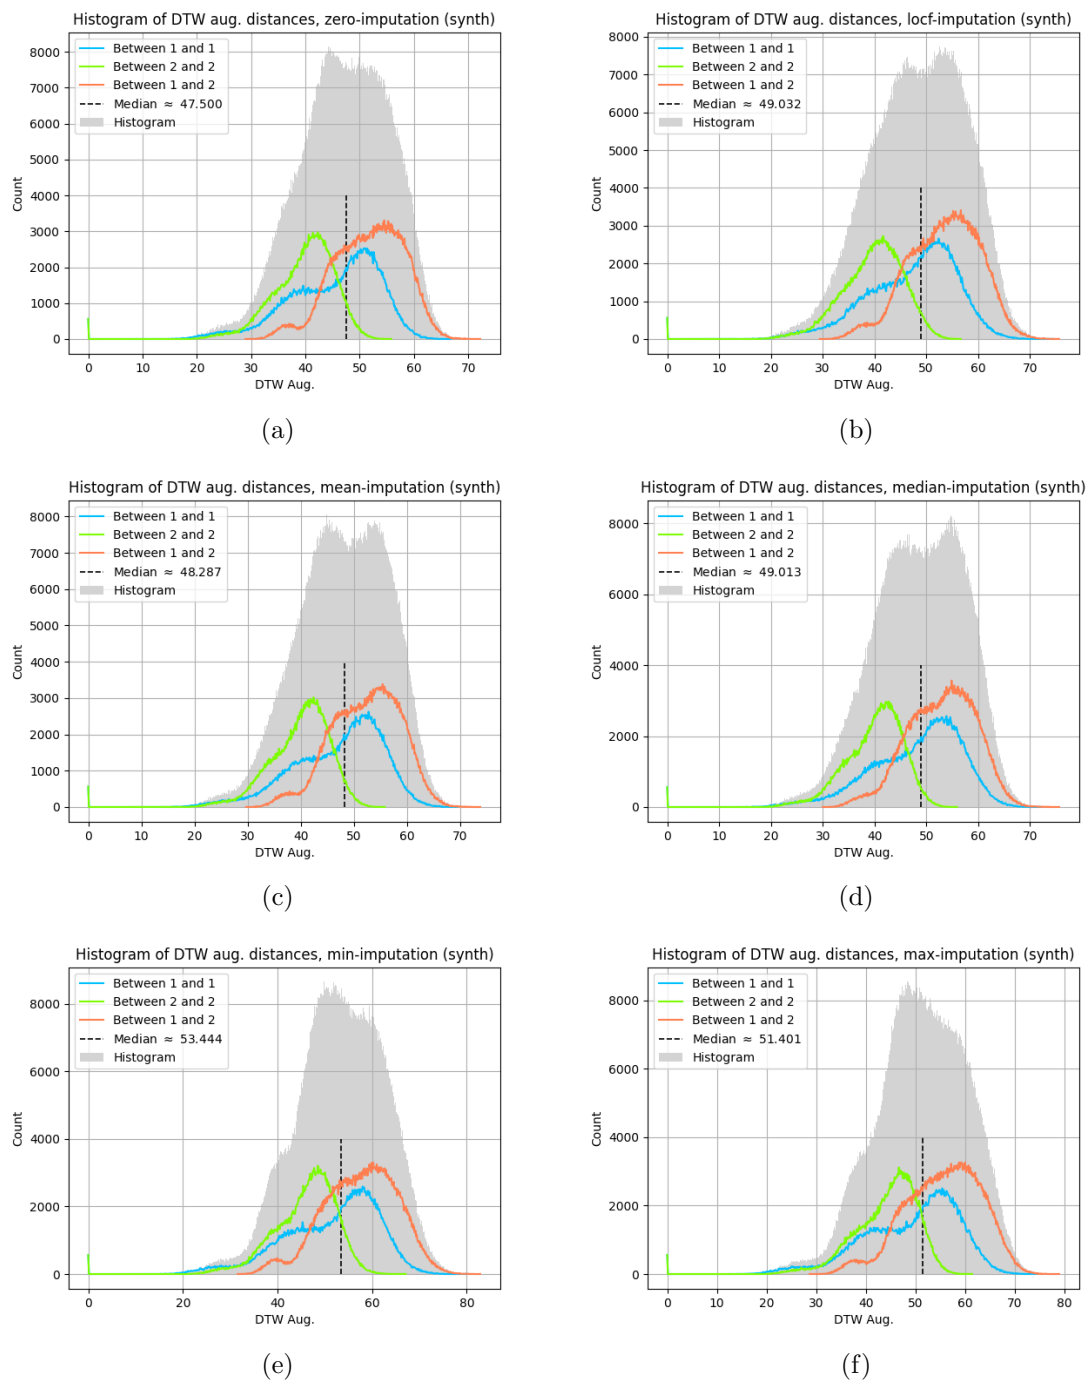 Histogram of DTW aug. distances, zero-imputation (synth)
Between 1 and 1
Between 2 and 2
Between 1 and 2
Median ≈ 47.500
Histogram
8000
7000
6000
5000
4000
3000
2000
1000
0
Count
0 10 20 30 40 50 60 70
DTW Aug.
(a)
Histogram of DTW aug. distances, locf-imputation (synth)
Between 1 and 1
Between 2 and 2
Between 1 and 2
Median ≈ 49.032
Histogram
8000
7000
6000
5000
4000
3000
2000
1000
0
Count
0 10 20 30 40 50 60 70
DTW Aug.
(b)
Histogram of DTW aug. distances, mean-imputation (synth)
Between 1 and 1
Between 2 and 2
Between 1 and 2
Median ≈ 48.287
Histogram
8000
7000
6000
5000
4000
3000
2000
1000
0
Count
0 10 20 30 40 50 60 70
DTW Aug.
(c)
Histogram of DTW aug. distances, median-imputation (synth)
Between 1 and 1
Between 2 and 2
Between 1 and 2
Median ≈ 49.013
Histogram
8000
6000
4000
2000
0
Count
0 10 20 30 40 50 60 70
DTW Aug.
(d)
Histogram of DTW aug. distances, min-imputation (synth)
Between 1 and 1
Between 2 and 2
Between 1 and 2
Median ≈ 53.444
Histogram
8000
6000
4000
2000
0
Count
0 20 40 60 80
DTW Aug.
(e)
Histogram of DTW aug. distances, max-imputation (synth)
Between 1 and 1
Between 2 and 2
Between 1 and 2
Median ≈ 51.401
Histogram
8000
6000
4000
2000
0
Count
0 10 20 30 40 50 60 70 80
DTW Aug.
(f)